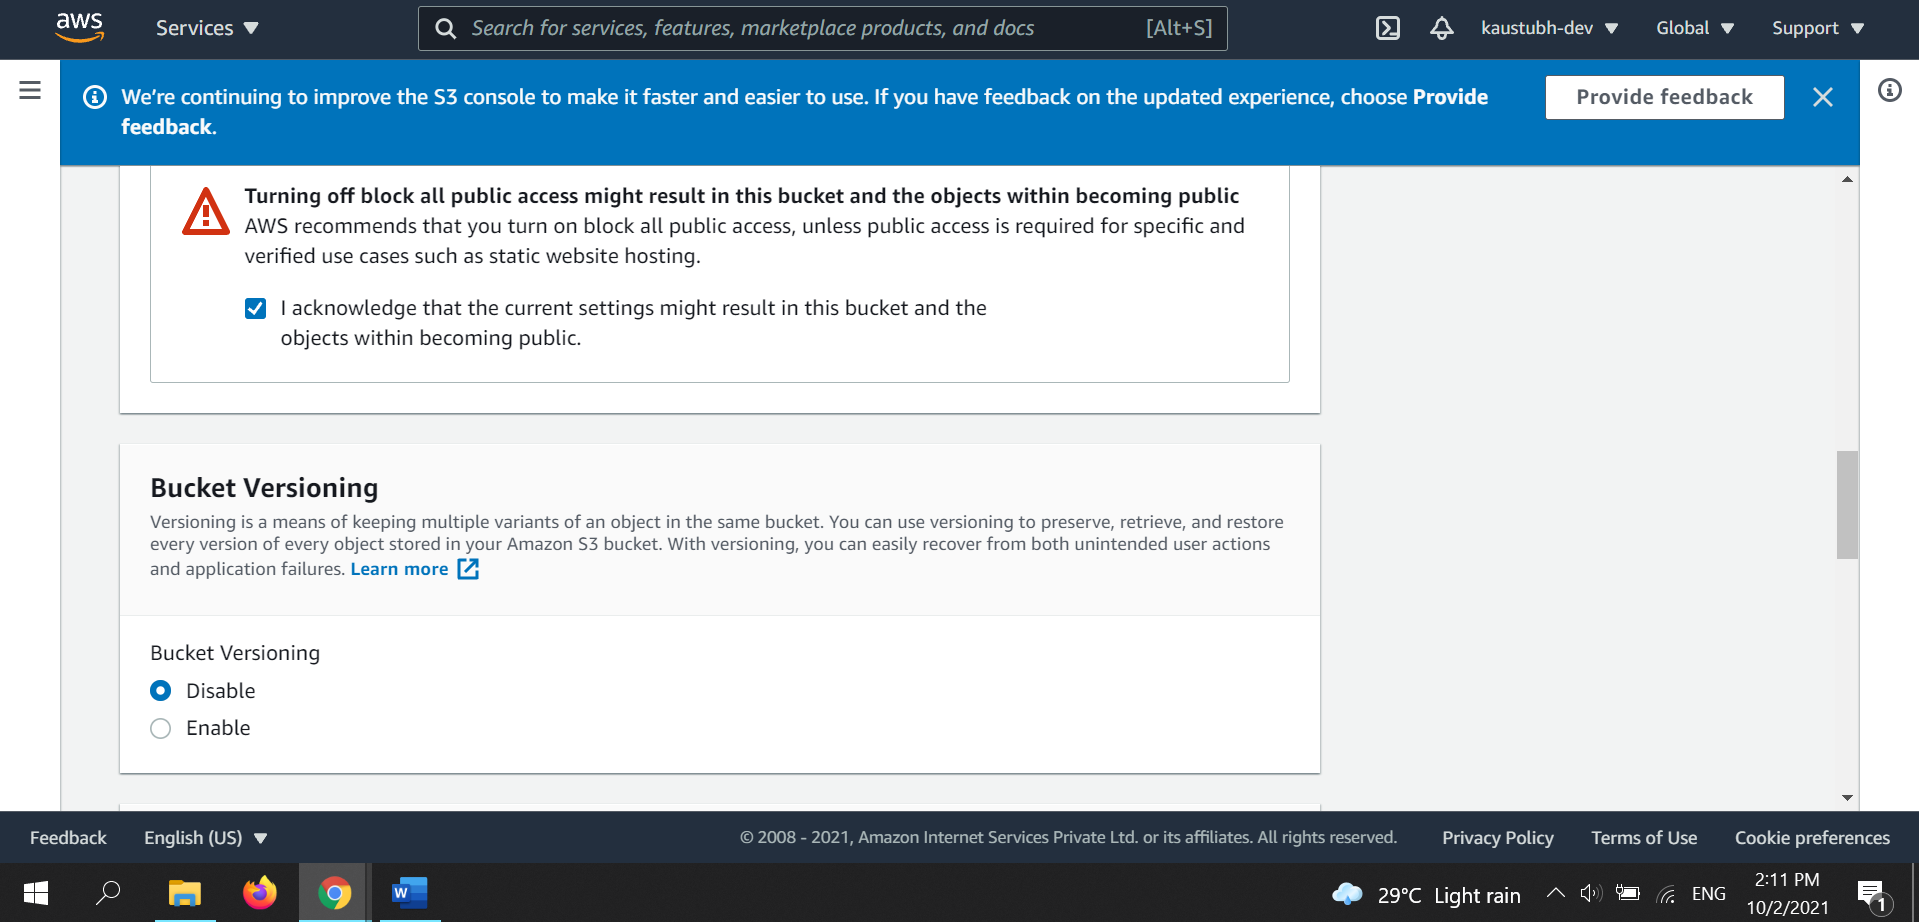 aws Services Search for services, features, marketplace products, and docs [Alt+S] kaustubh-dev Global Support
We're continuing to improve the S3 console to make it faster and easier to use. If you have feedback on the updated experience, choose Provide
feedback.
Provide feedback
Turning off block all public access might result in this bucket and the objects within becoming public
AWS recommends that you turn on block all public access, unless public access is required for specific and
verified use cases such as static website hosting.
I acknowledge that the current settings might result in this bucket and the
objects within becoming public.
Bucket Versioning
Versioning is a means of keeping multiple variants of an object in the same bucket. You can use versioning to preserve, retrieve, and restore
every version of every object stored in your Amazon S3 bucket. With versioning, you can easily recover from both unintended user actions
and application failures. Learn more
Bucket Versioning
Disable
Enable
Feedback English (US) © 2008 - 2021, Amazon Internet Services Private Ltd. or its affiliates. All rights reserved. Privacy Policy Terms of Use Cookie preferences
W 29°C Light rain ENG 2:11 PM
10/2/2021 1